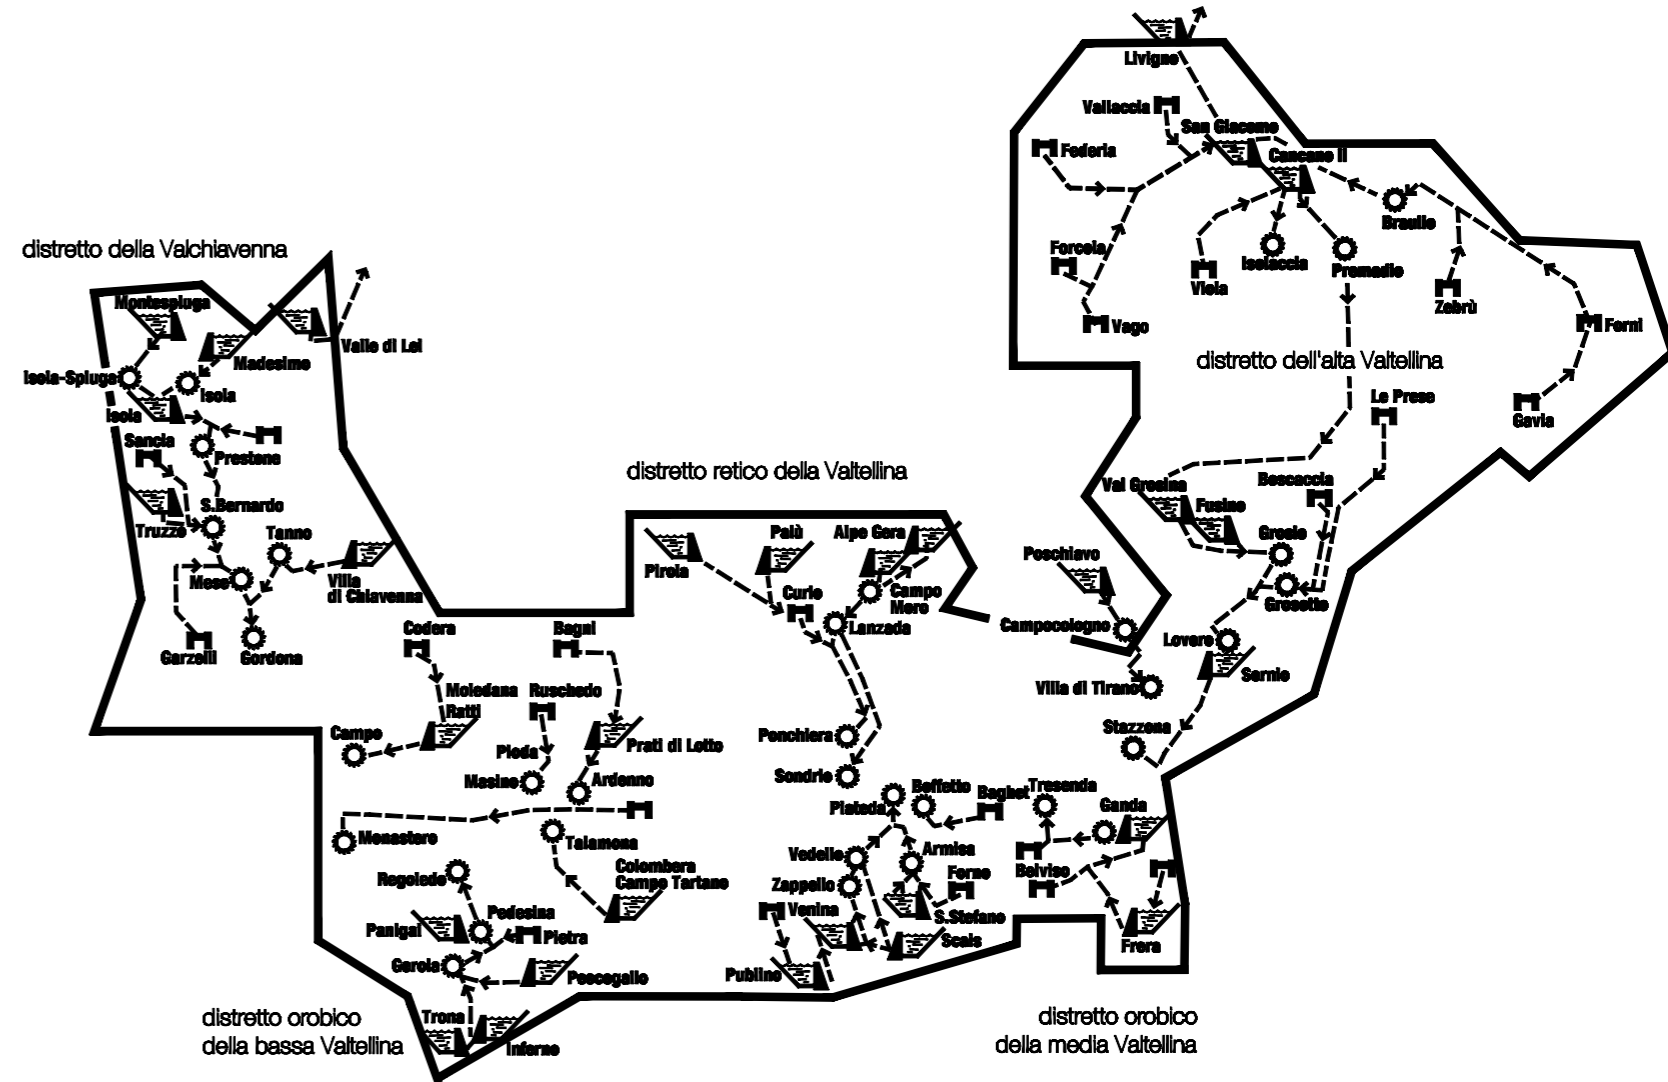 Livigno
Vallaccia
San Giacomo
Federia
Cancano II
distretto della Valchiavenna
Braulio
Forcola
Isolaccia
Premadio
Viola
Zebrù
Montespluga
Vago
Forni
Madesimo
Valle di Lei
distretto dell'alta Valtellina
Isola-Spluga
Isola
Le Prese
Isola
Gavia
Sancia
Prestone
distretto retico della Valtellina
Boscaccia
Val Grosina
Fusino
S.Bernardo
Truzzo
Tanno
Palù
Alpe Gera
Grosio
Poschiavo
Pirola
Mese
Villa
di Chiavenna
Curlo
Campo
Moro
Grosotto
Codera
Bagni
Lanzada
Campocologno
Lovero
Garzelli
Gordona
Sernio
Moledana
Ratti
Ruschedo
Villa di Tirano
Campo
Ponchiera
Stazzona
Pioda
Prati di Lotto
Masino
Ardenno
Sondrio
Boffetto
Baghet
Tresenda
Plateda
Ganda
Monastero
Talamona
Vedello
Armisa
Colombera
Campo Tartano
Belviso
Regoledo
Zappello
Forno
Pedesina
Venina
S.Stefano
Panigai
Pietra
Scais
Frera
Gerola
Pescegallo
Publino
Trona
distretto orobico
della bassa Valtellina
distretto orobico
della media Valtellina
Inferno